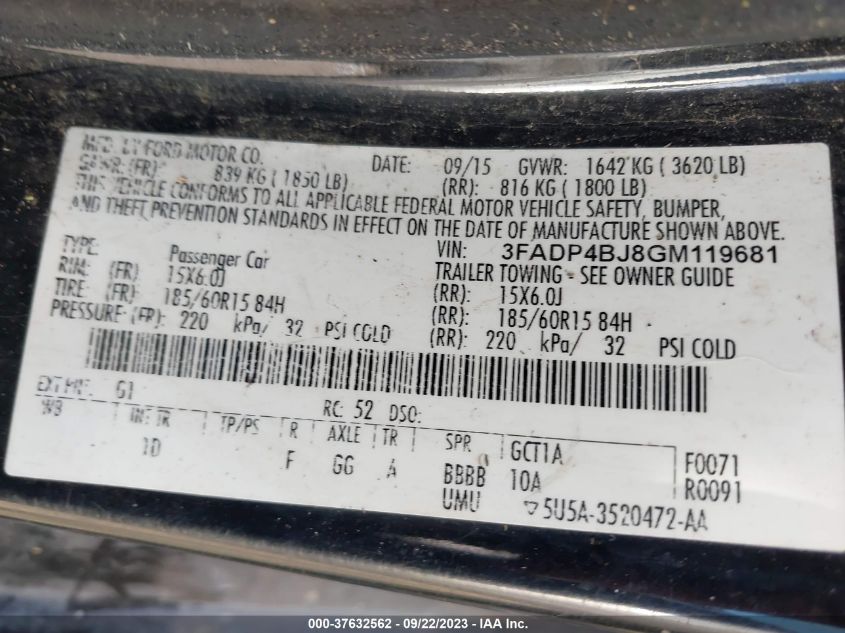 MFD. BY FORD MOTOR CO.
DATE: 09/15 GVWR: 1642 KG ( 3620 LB)
GAWR: (FR): 839 KG ( 1850 LB) (RR): 816 KG ( 1800 LB)
THIS VEHICLE CONFORMS TO ALL APPLICABLE FEDERAL MOTOR VEHICLE SAFETY, BUMPER,
AND THEFT PREVENTION STANDARDS IN EFFECT ON THE DATE OF MANUFACTURE SHOWN ABOVE.
VIN: 3FADP4BJ8GM119681
TYPE: Passenger Car TRAILER TOWING - SEE OWNER GUIDE
RIM: (FR) 15X6.0J (RR): 15X6.0J
TIRE: (FR): 185/60R15 84H (RR): 185/60R15 84H
PRESSURE: (FR): 220 kPa/ 32 PSI COLD (RR): 220 kPa/ 32 PSI COLD
EXT PNT: G1 RC: 52 DSO:
WB INT TR TP/PS R AXLE TR SPR GCT1A F0071
1D F GG A BBBB 10A R0091
UMU 5U5A-3520472-AA
000-37632562 - 09/22/2023 - IAA Inc.